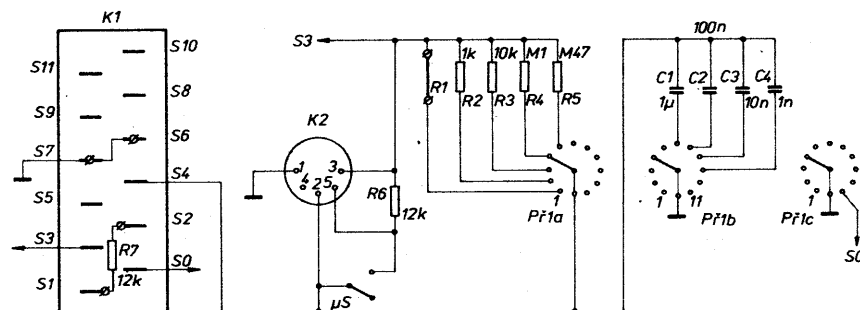 K1
S10
S11
S8
S9
S6
S7
S4
S5
S2
S3
R7
S0
12k
S1
S3
K2
1
3
4
2
5
R6
12k
µS
1k
10k
M1
M47
R1
R2
R3
R4
R5
1
Př1a
100n
C1
C2
C3
C4
1µ
10n
1n
1
11
Př1b
1
Př1c
S0